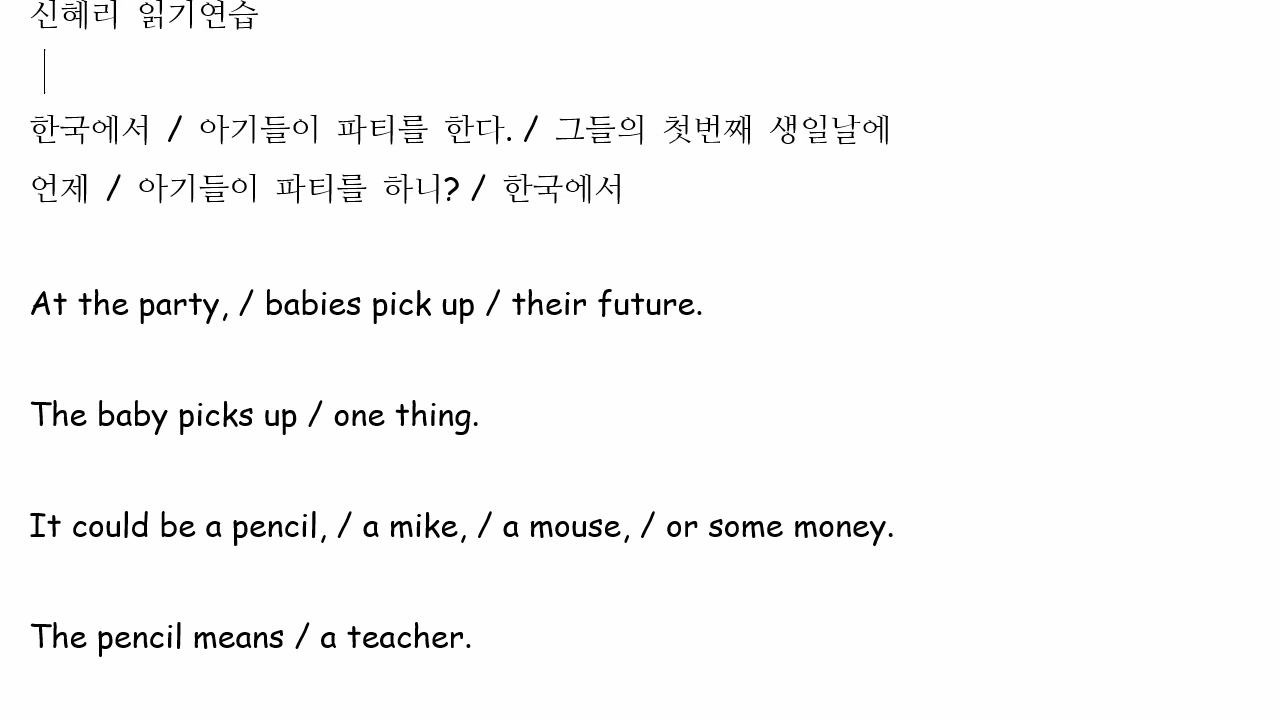 신혜리 읽기연습
한국에서 / 아기들이 파티를 한다. / 그들의 첫번째 생일날에
언제 / 아기들이 파티를 하니? / 한국에서
At the party, / babies pick up / their future.
The baby picks up / one thing.
It could be a pencil, / a mike, / a mouse, / or some money.
The pencil means / a teacher.